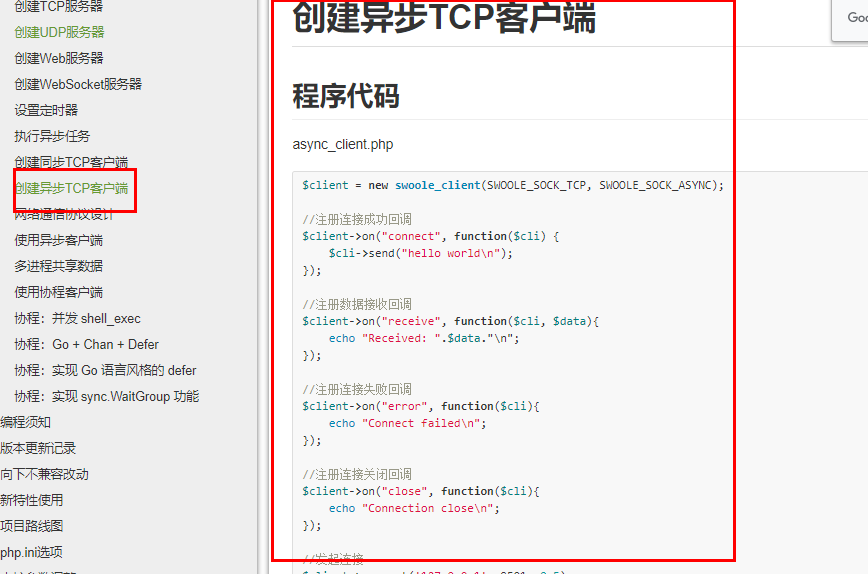 创建TCP服务器
创建UDP服务器
创建Web服务器
创建WebSocket服务器
设置定时器
执行异步任务
创建同步TCP客户端
创建异步TCP客户端
网络通信协议设计
使用异步客户端
多进程共享数据
使用协程客户端
协程：并发 shell_exec
协程：Go + Chan + Defer
协程：实现 Go 语言风格的 defer
协程：实现 sync.WaitGroup 功能
编程须知
版本更新记录
向下不兼容改动
新特性使用
项目路线图
php.ini选项
创建异步TCP客户端
Goo
程序代码
async_client.php
$client = new swoole_client(SWOOLE_SOCK_TCP, SWOOLE_SOCK_ASYNC);
//注册连接成功回调
$client->on("connect", function($cli) {
$cli->send("hello world\n");
});
//注册数据接收回调
$client->on("receive", function($cli, $data){
echo "Received: ".$data."\n";
});
//注册连接失败回调
$client->on("error", function($cli){
echo "Connect failed\n";
});
//注册连接关闭回调
$client->on("close", function($cli){
echo "Connection close\n";
});
//发起连接